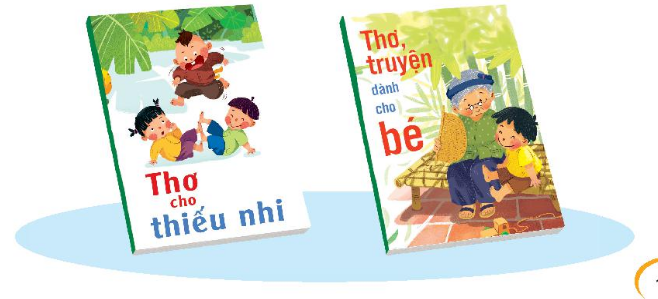 Thơ
cho
thiếu nhi
Thơ,
truyện
dành
cho
bé